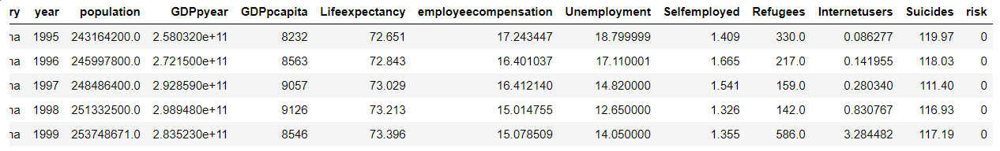 ry year population GDPpyear GDPpcapita Lifeexpectancy employeecompensation Unemployment Selfemployed Refugees Internetusers Suicides risk
na 1995 243164200.0 2.580320e+11 8232 72.651 17.243447 18.799999 1.409 330.0 0.086277 119.97 0
na 1996 245997800.0 2.721500e+11 8563 72.843 16.401037 17.110001 1.665 217.0 0.141955 118.03 0
na 1997 248486400.0 2.928590e+11 9057 73.029 16.412140 14.820000 1.541 159.0 0.280340 111.40 0
na 1998 251332500.0 2.989480e+11 9126 73.213 15.014755 12.650000 1.326 142.0 0.830767 116.93 0
na 1999 253748671.0 2.835230e+11 8546 73.396 15.078509 14.050000 1.355 586.0 3.284482 117.19 0